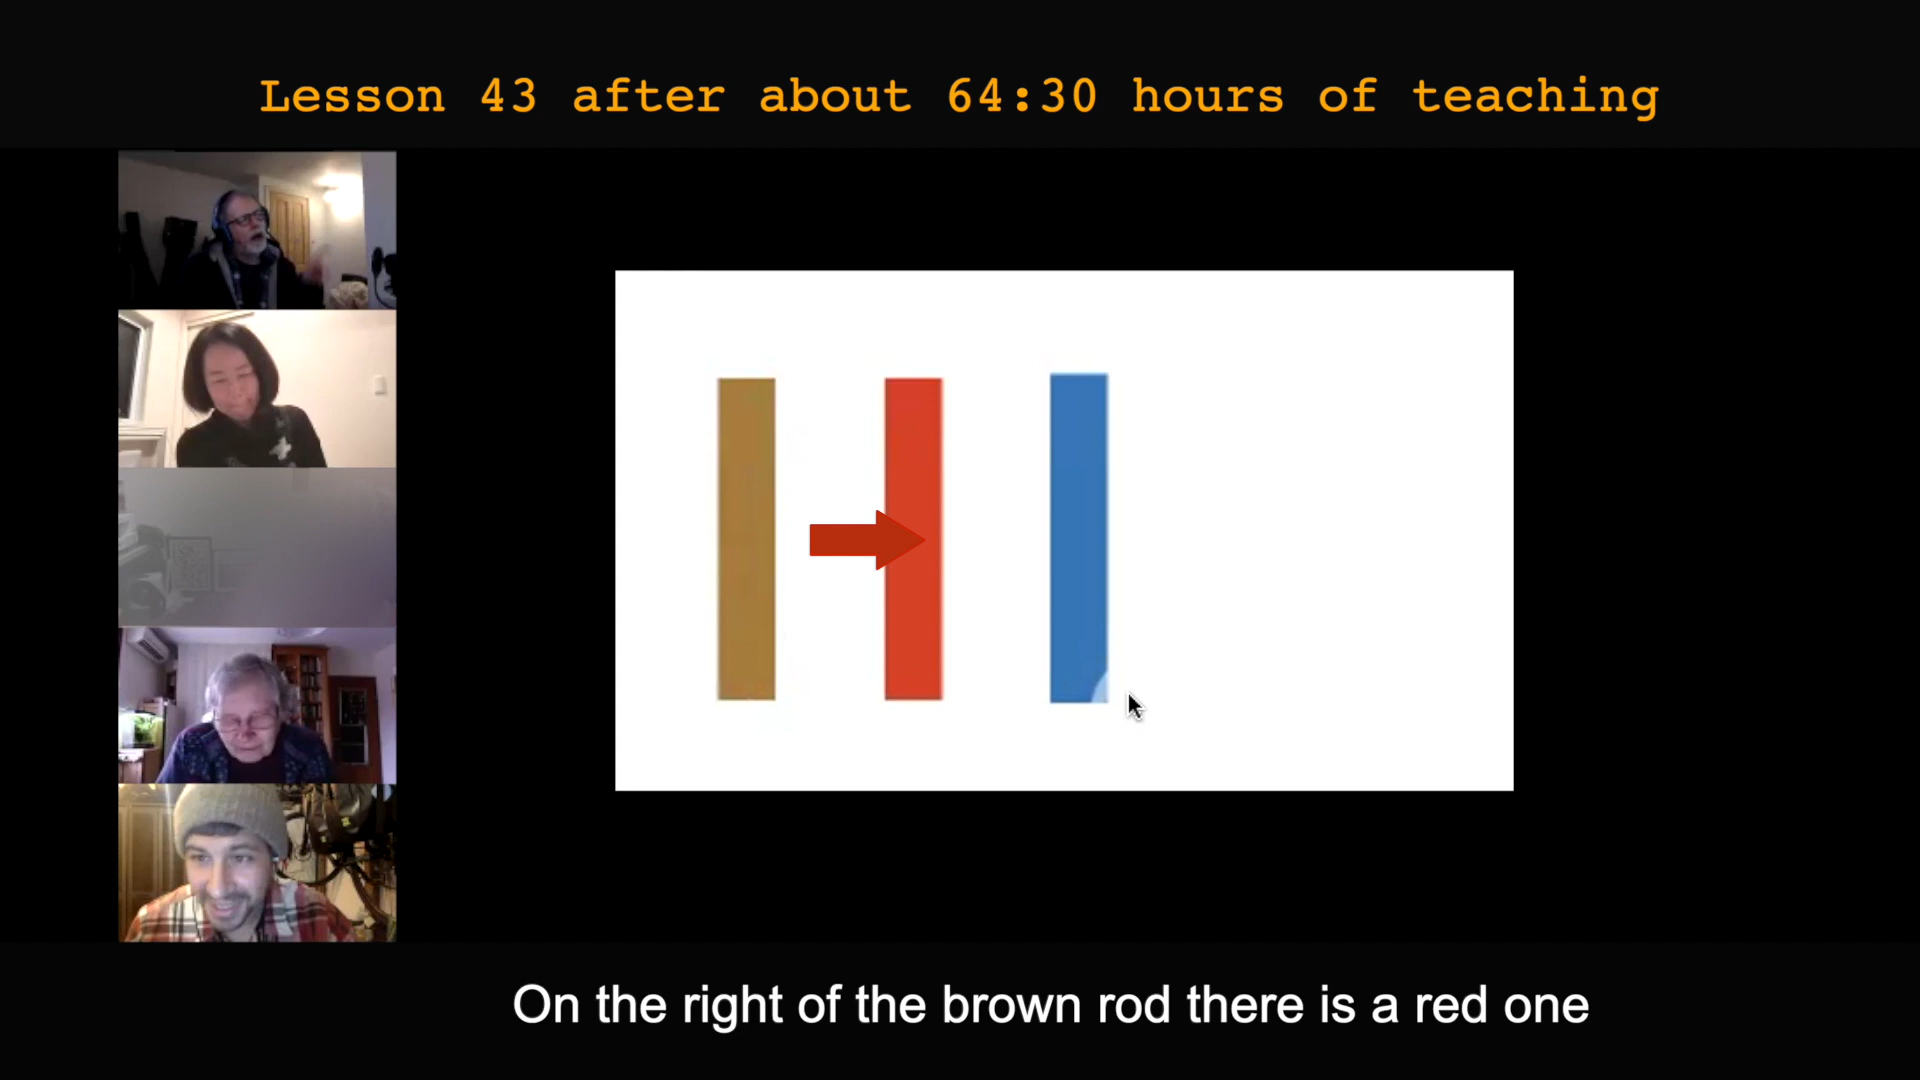 Lesson 43 after about 64:30 hours of teaching
On the right of the brown rod there is a red one